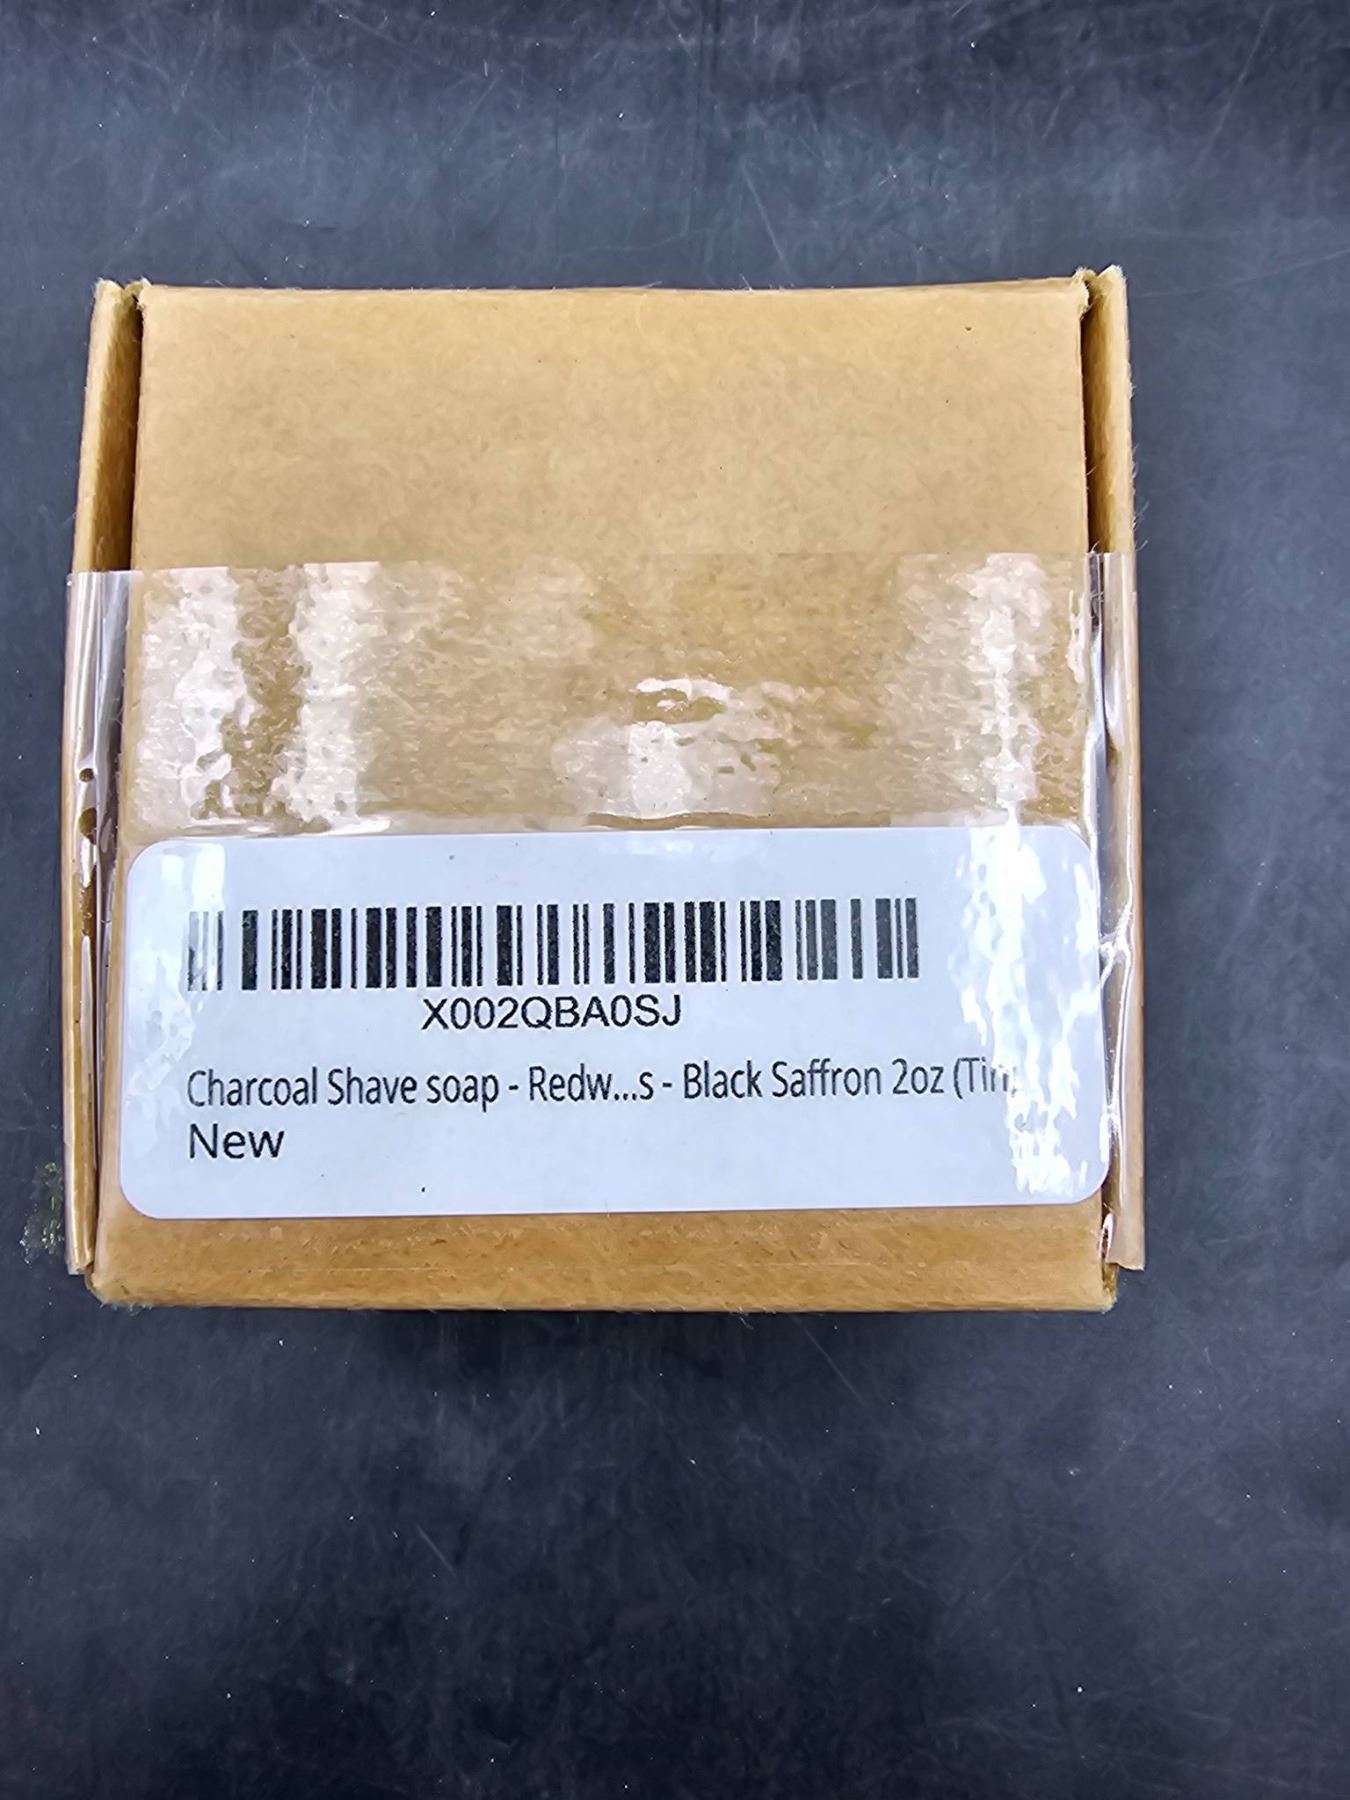 X002QBA0SJ
Charcoal Shave soap - Redw...s - Black Saffron 2oz (Tin)
New